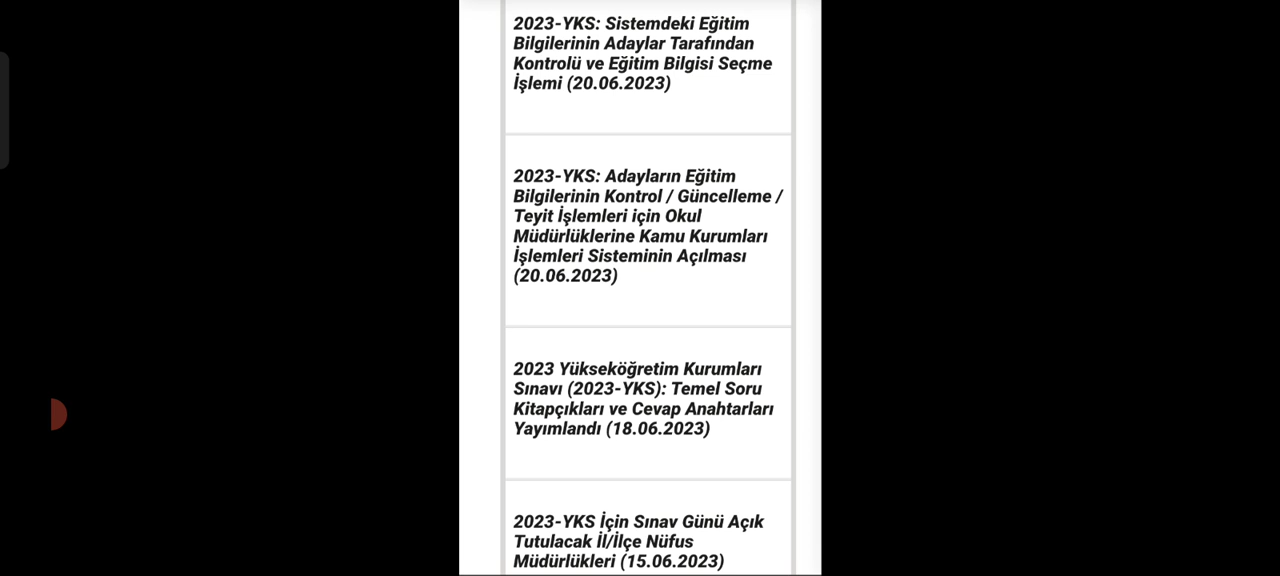 2023-YKS: Sistemdeki Eğitim
Bilgilerinin Adaylar Tarafından
Kontrolü ve Eğitim Bilgisi Seçme
İşlemi (20.06.2023)
2023-YKS: Adayların Eğitim
Bilgilerinin Kontrol / Güncelleme /
Teyit İşlemleri için Okul
Müdürlüklerine Kamu Kurumları
İşlemleri Sisteminin Açılması
(20.06.2023)
2023 Yükseköğretim Kurumları
Sınavı (2023-YKS): Temel Soru
Kitapçıkları ve Cevap Anahtarları
Yayımlandı (18.06.2023)
2023-YKS İçin Sınav Günü Açık
Tutulacak İl/İlçe Nüfus
Müdürlükleri (15.06.2023)